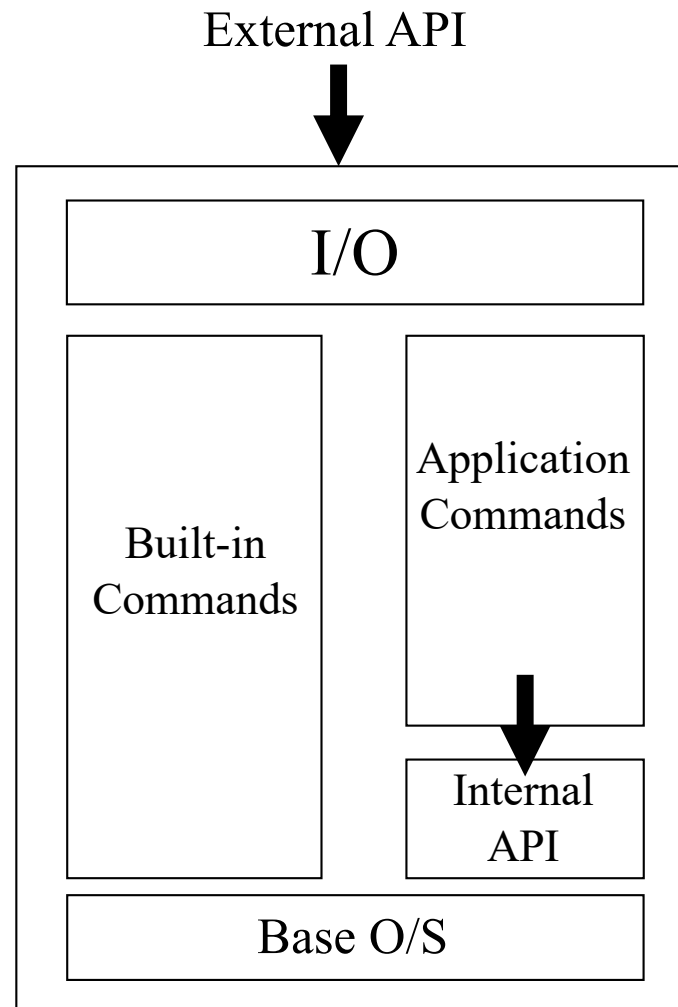 External API
I/O
Built-in
Commands
Application
Commands
Internal
API
Base O/S